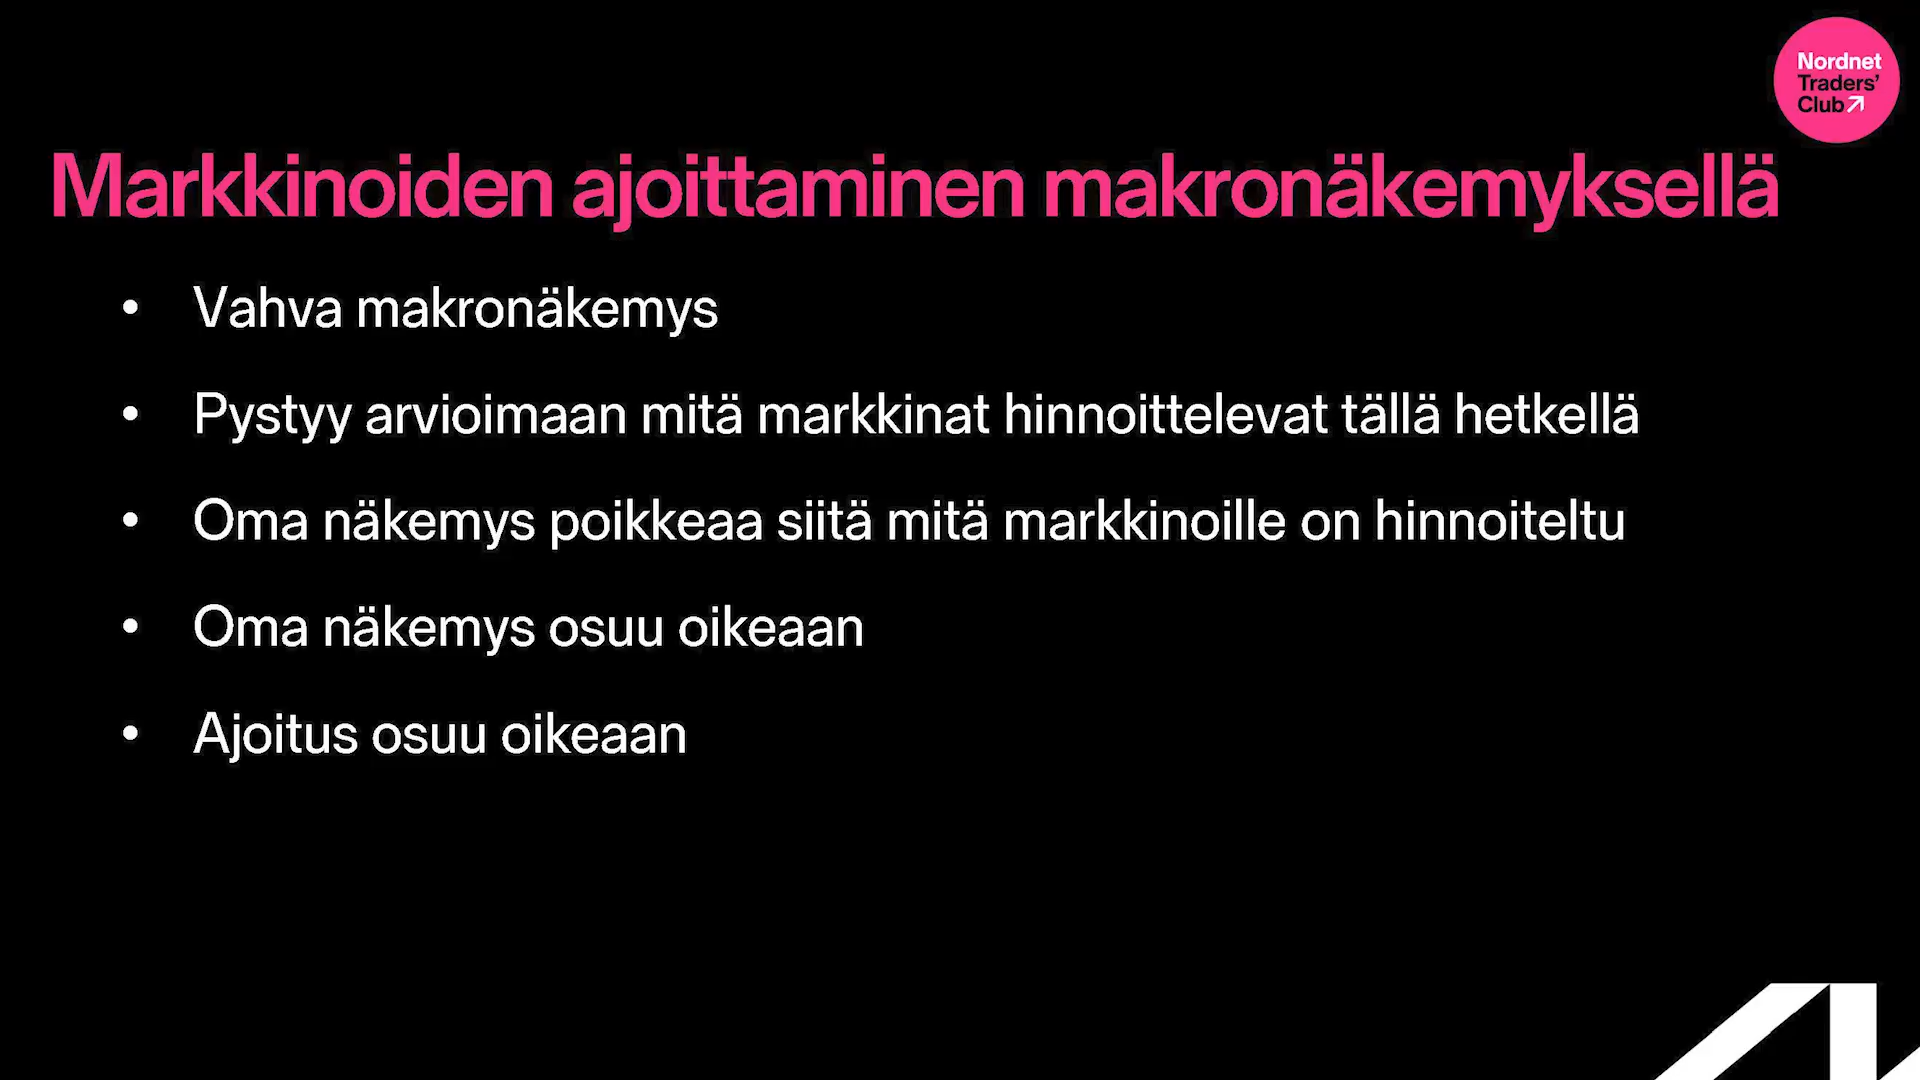 Nordnet
Traders'
Club
Markkinoiden ajoittaminen makronäkemyksellä
• Vahva makronäkemys
• Pystyy arvioimaan mitä markkinat hinnoittelevat tällä hetkellä
• Oma näkemys poikkeaa siitä mitä markkinoille on hinnoiteltu
• Oma näkemys osuu oikeaan
• Ajoitus osuu oikeaan